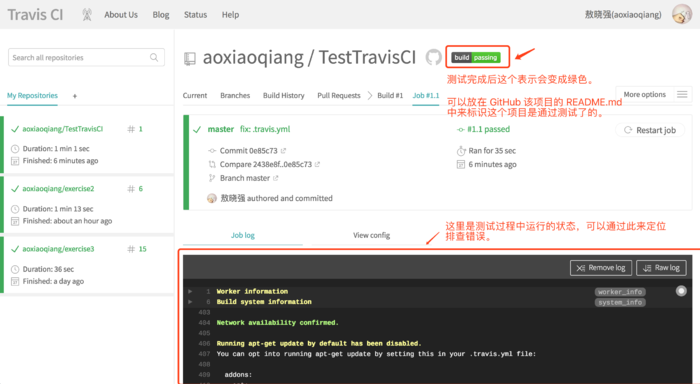 Travis CI
About Us
Blog
Status
Help
敖晓强(aoxiaoqiang)
Search all repositories
aoxiaoqiang / TestTravisCI
build passing
测试完成后这个表示会变成绿色。
可以放在 GitHub 该项目的 README.md
中来标识这个项目是通过测试了的。
My Repositories +
Current
Branches
Build History
Pull Requests
Build #1
Job #1.1
More options
aoxiaoqiang/TestTravisCI # 1
Duration: 1 min 1 sec
Finished: 6 minutes ago
aoxiaoqiang/exercise2 # 6
Duration: 1 min 13 sec
Finished: about an hour ago
aoxiaoqiang/exercise3 # 15
Duration: 36 sec
Finished: a day ago
master fix: .travis.yml
Commit 0e85c73
Compare 2438e8f..0e85c73
Branch master
敖晓强 authored and committed
#1.1 passed
Ran for 35 sec
6 minutes ago
Restart job
这里是测试过程中运行的状态，可以通过此来定位
排查错误。
Job log
View config
Remove log
Raw log
1 Worker information worker_info
6 Build system information system_info
403
404 Network availability confirmed.
405
406 Running apt-get update by default has been disabled.
407 You can opt into running apt-get update by setting this in your .travis.yml file:
408
409 addons: